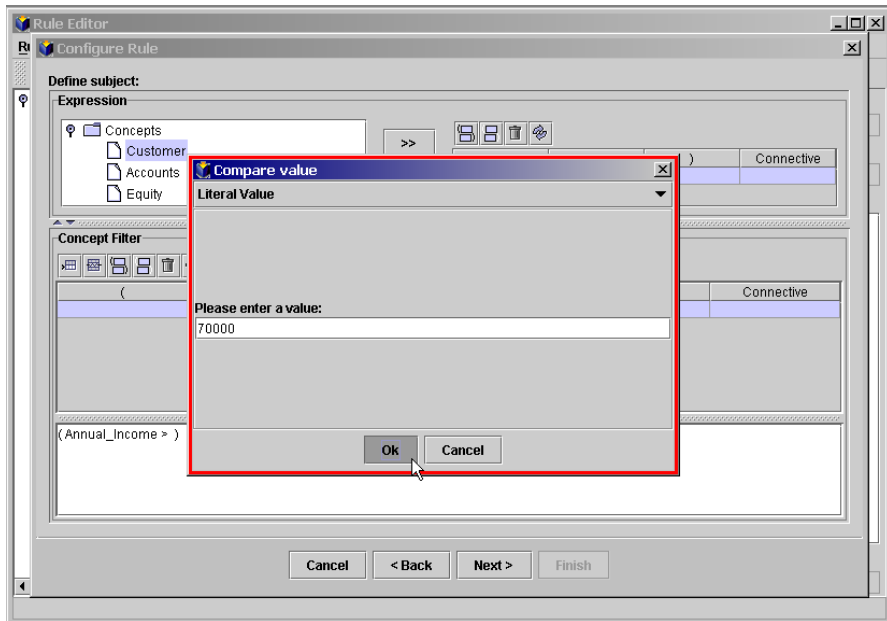 Rule Editor
Configure Rule
Define subject:
Expression
Concepts
Customer
Accounts
Equity
>>
) Connective
Compare value
Literal Value
Please enter a value:
70000
Ok Cancel
Concept Filter
( Connective
( Annual_Income > )
Cancel < Back Next > Finish